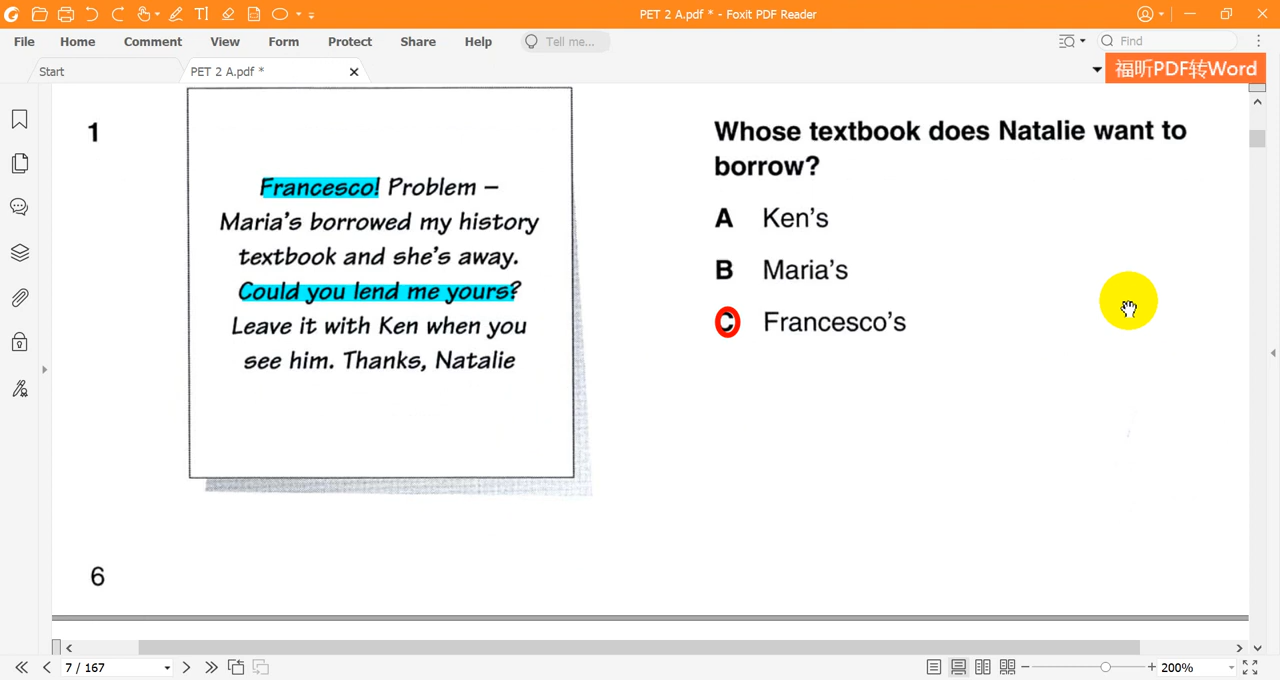 PET 2 A.pdf * - Foxit PDF Reader
File Home Comment View Form Protect Share Help Tell me... Find
Start PET 2 A.pdf * 福昕PDF转Word
1
Francesco! Problem –
Maria's borrowed my history
textbook and she's away.
Could you lend me yours?
Leave it with Ken when you
see him. Thanks, Natalie
Whose textbook does Natalie want to
borrow?
A Ken's
B Maria's
C Francesco's
6
7 / 167 200%